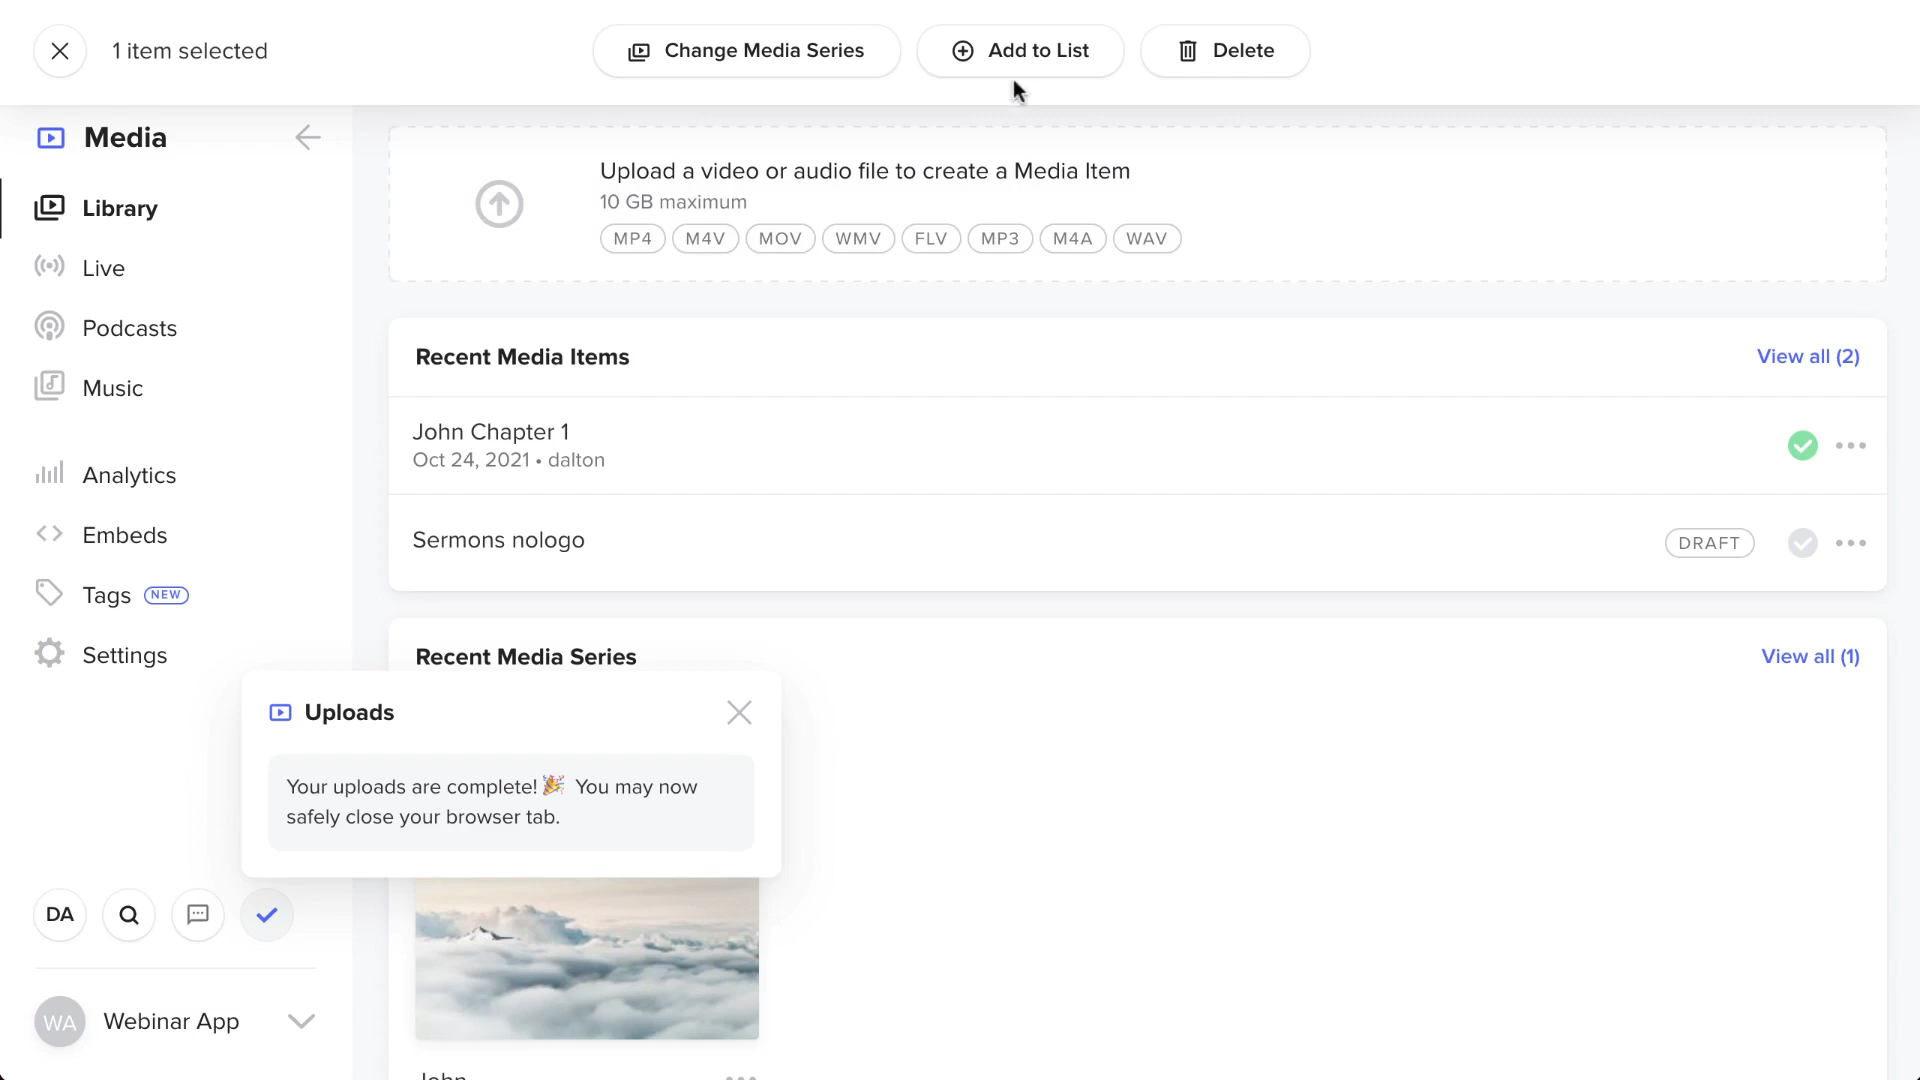 1 item selected
Change Media Series
Add to List
Delete
Media
Library
Live
Podcasts
Music
Analytics
Embeds
Tags NEW
Settings
Upload a video or audio file to create a Media Item
10 GB maximum
MP4 M4V MOV WMV FLV MP3 M4A WAV
Recent Media Items
View all (2)
John Chapter 1
Oct 24, 2021 • dalton
Sermons nologo
DRAFT
Recent Media Series
View all (1)
Uploads
Your uploads are complete! 🎉 You may now
safely close your browser tab.
DA
WA
Webinar App
John